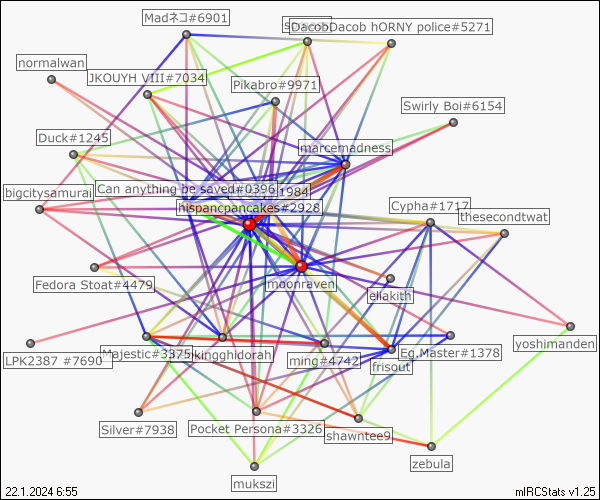 Madネコ#6901
DacobDacob hORNY police#5271
normalwan
JKOUYH VIII#7034
Pikabro#9971
Swirly Boi#6154
Duck#1245
marcemadness
Can anything be saved#0396
1984
bigcitysamurai
hispancpancakes#2928
Cypha#1717
thesecondtwat
Fedora Stoat#4479
moonraven
ellakith
yoshimanden
LPK2387 #7690
Majestic#3375
kingghidorah
ming#4742
frisout
Eg.Master#1378
Silver#7938
Pocket Persona#3326
shawntee9
zebula
mukszi
22.1.2024 6:55
mIRCStats v1.25